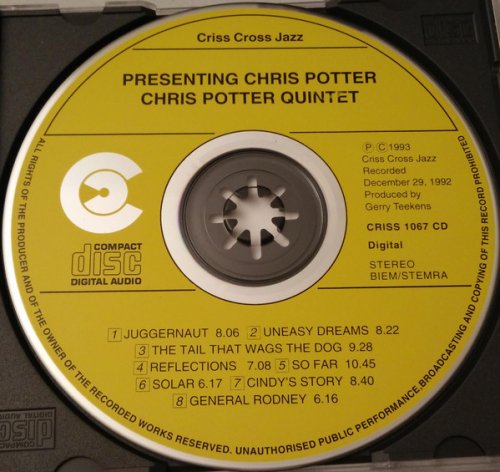 Criss Cross Jazz
PRESENTING CHRIS POTTER
CHRIS POTTER QUINTET
Ⓟ Ⓒ 1993
Criss Cross Jazz
Recorded
December 29, 1992
Produced by
Gerry Teekens
CRISS 1067 CD
Digital
STEREO
BIEM/STEMRA
COMPACT
disc
DIGITAL AUDIO
1 JUGGERNAUT 8.06 2 UNEASY DREAMS 8.22
3 THE TAIL THAT WAGS THE DOG 9.28
4 REFLECTIONS 7.08 5 SO FAR 10.45
6 SOLAR 6.17 7 CINDY'S STORY 8.40
8 GENERAL RODNEY 6.16
ALL RIGHTS OF THE PRODUCER AND OF THE OWNER OF THE RECORDED WORKS RESERVED. UNAUTHORISED PUBLIC PERFORMANCE, BROADCASTING AND COPYING OF THIS RECORD PROHIBITED
disc
DIGITAL AUDIO